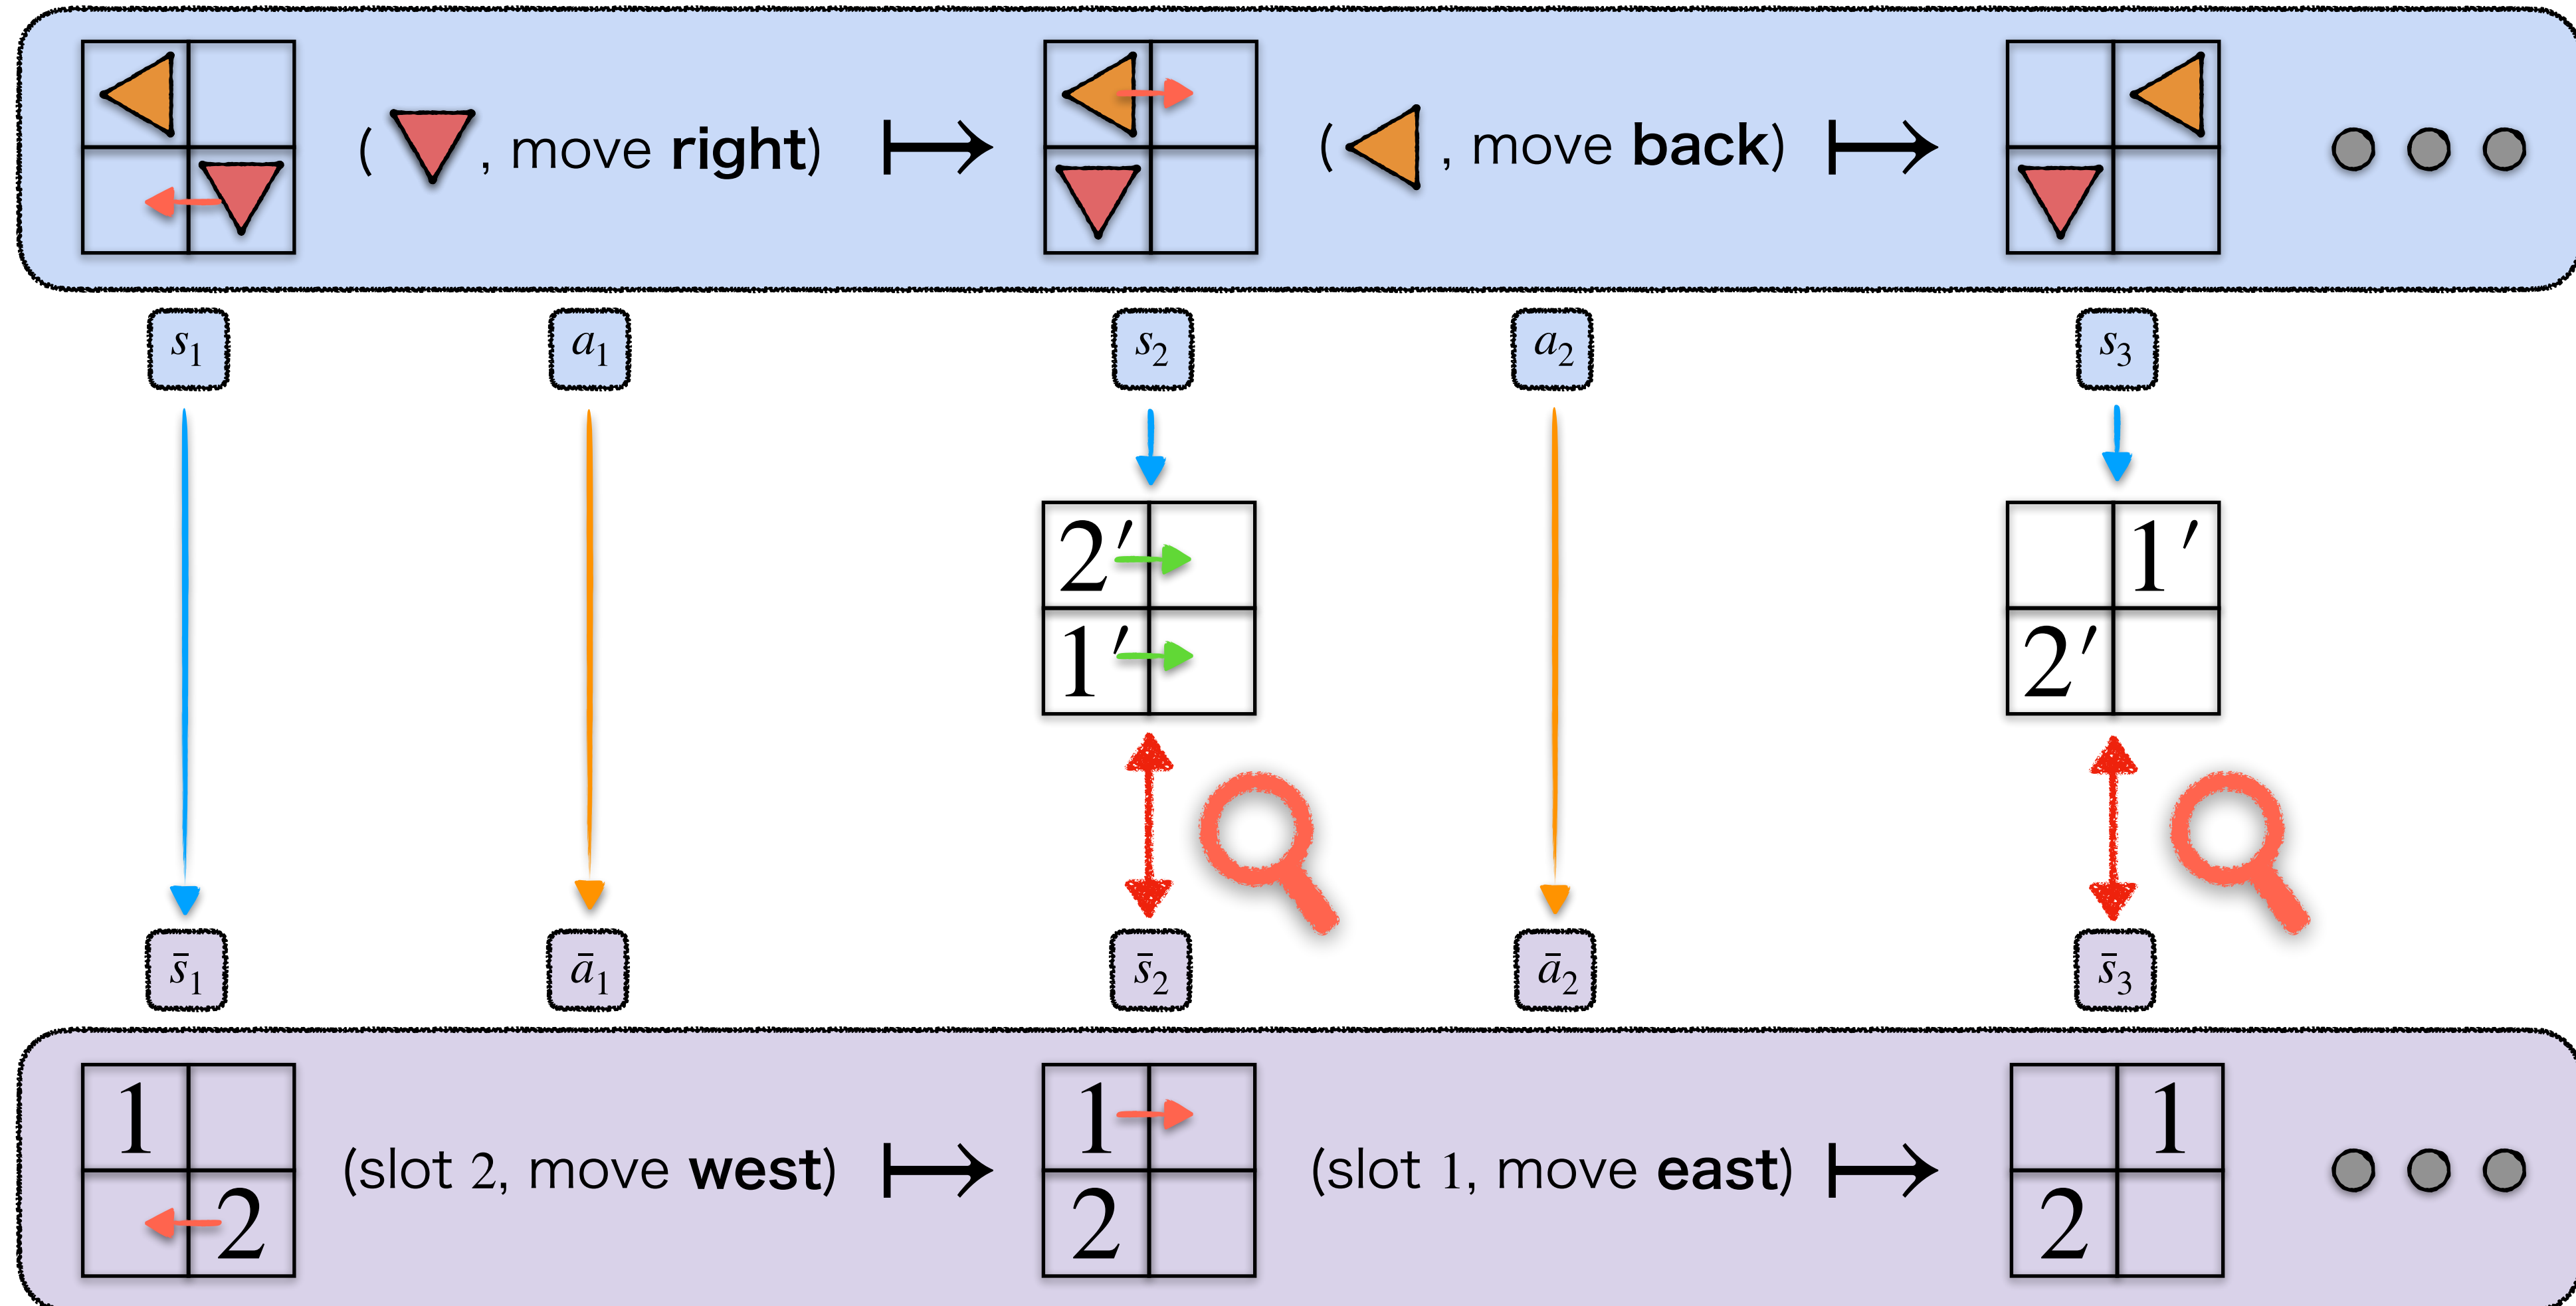 ( , move right)
( , move back)
s₁
a₁
s₂
a₂
s₃
2′
1′
1′
2′
s̄₁
ā₁
s̄₂
ā₂
s̄₃
1
2
(slot 2, move west)
1
2
(slot 1, move east)
1
2